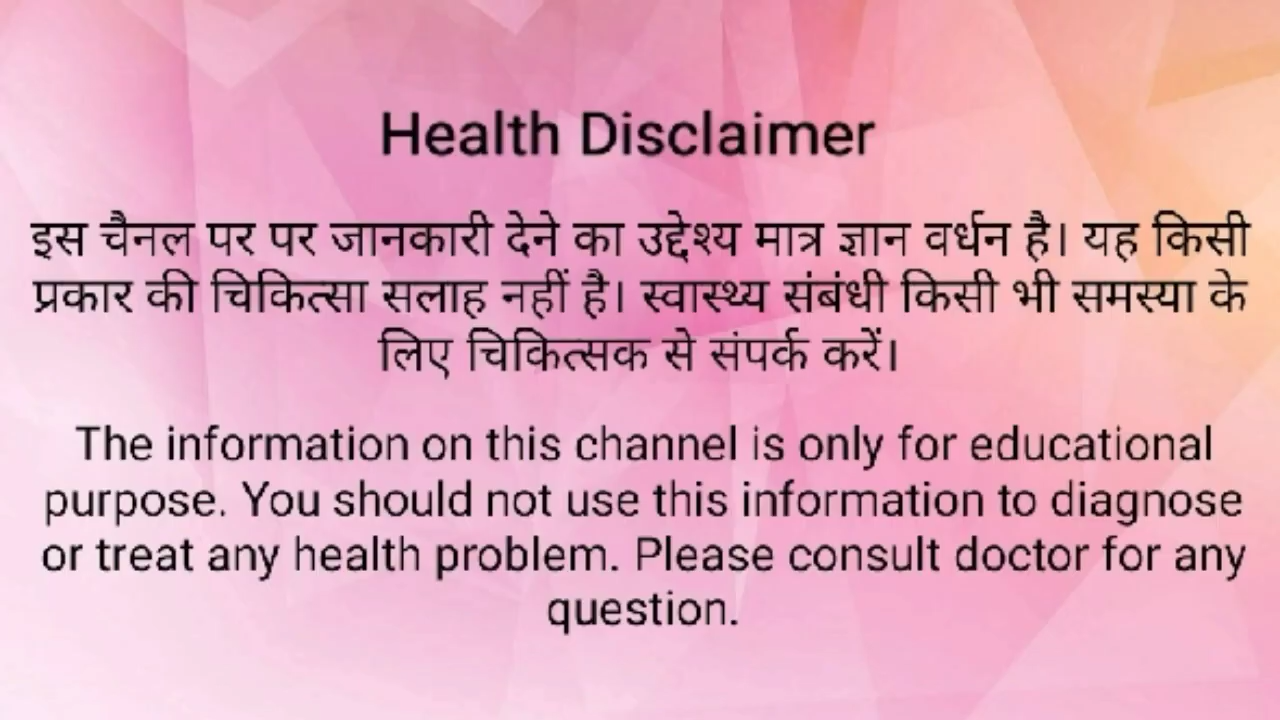 Health Disclaimer
इस चैनल पर पर जानकारी देने का उद्देश्य मात्र ज्ञान वर्धन है। यह किसी
प्रकार की चिकित्सा सलाह नहीं है। स्वास्थ्य संबंधी किसी भी समस्या के
लिए चिकित्सक से संपर्क करें।
The information on this channel is only for educational
purpose. You should not use this information to diagnose
or treat any health problem. Please consult doctor for any
question.